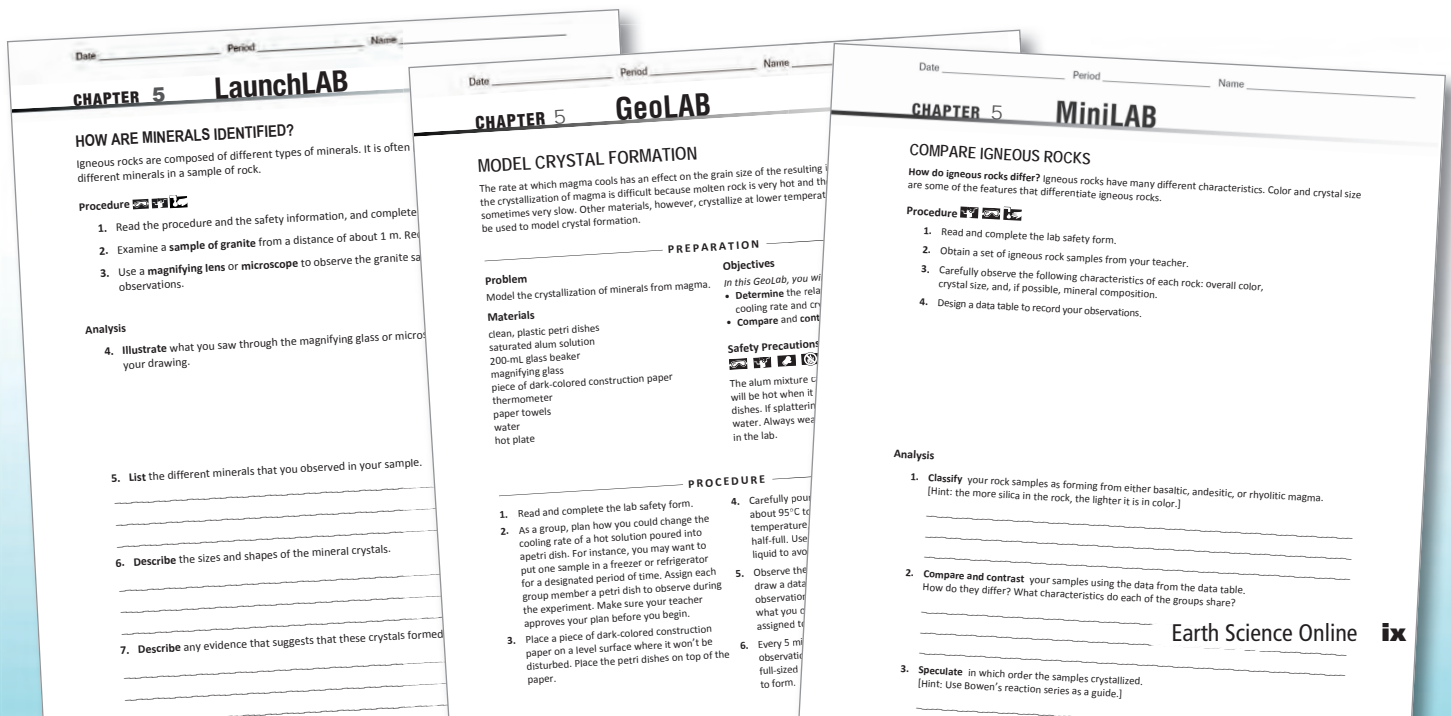 Date Period Name
CHAPTER 5 LaunchLAB
HOW ARE MINERALS IDENTIFIED?
Igneous rocks are composed of different types of minerals. It is often
different minerals in a sample of rock.
Procedure
1. Read the procedure and the safety information, and complete
2. Examine a sample of granite from a distance of about 1 m.
3. Use a magnifying lens or microscope to observe the granite
observations.
Analysis
4. Illustrate what you saw through the magnifying glass or
your drawing.
5. List the different minerals that you observed in your sample.
6. Describe the sizes and shapes of the mineral crystals.
7. Describe any evidence that suggests that these crystals formed
Date Period Name
CHAPTER 5 GeoLAB
MODEL CRYSTAL FORMATION
The rate at which magma cools has an effect on the grain size of the resulting
the crystallization of magma is difficult because molten rock is very hot and
sometimes very slow. Other materials, however, crystallize at lower
be used to model crystal formation.
PREPARATION
Problem
Model the crystallization of minerals from magma.
Materials
clean, plastic petri dishes
saturated alum solution
200-mL glass beaker
magnifying glass
piece of dark-colored construction paper
thermometer
paper towels
water
hot plate
Objectives
In this GeoLab, you
• Determine the
cooling rate and
• Compare and
Safety Precautions
The alum mixture
will be hot when it
dishes. If
water. Always
in the lab.
PROCEDURE
1. Read and complete the lab safety form.
2. As a group, plan how you could change the
cooling rate of a hot solution poured into
apetri dish. For instance, you may want to
put one sample in a freezer or refrigerator
for a designated period of time. Assign each
group member a petri dish to observe during
the experiment. Make sure your teacher
approves your plan before you begin.
3. Place a piece of dark-colored construction
paper on a level surface where it won't be
disturbed. Place the petri dishes on top of the
paper.
4. Carefully pour
about 95°C to
temperature
half-full. Use
liquid to
5. Observe the
draw a data
what you
assigned
6. Every 5
full-sized
to form.
Date Period Name
CHAPTER 5 MiniLAB
COMPARE IGNEOUS ROCKS
How do igneous rocks differ? Igneous rocks have many different characteristics. Color and crystal size
are some of the features that differentiate igneous rocks.
Procedure
1. Read and complete the lab safety form.
2. Obtain a set of igneous rock samples from your teacher.
3. Carefully observe the following characteristics of each rock: overall color,
crystal size, and, if possible, mineral composition.
4. Design a data table to record your observations.
Analysis
1. Classify your rock samples as forming from either basaltic, andesitic, or rhyolitic magma.
[Hint: the more silica in the rock, the lighter it is in color.]
2. Compare and contrast your samples using the data from the data table.
How do they differ? What characteristics do each of the groups share?
3. Speculate in which order the samples crystallized.
[Hint: Use Bowen's reaction series as a guide.]
Earth Science Online ix